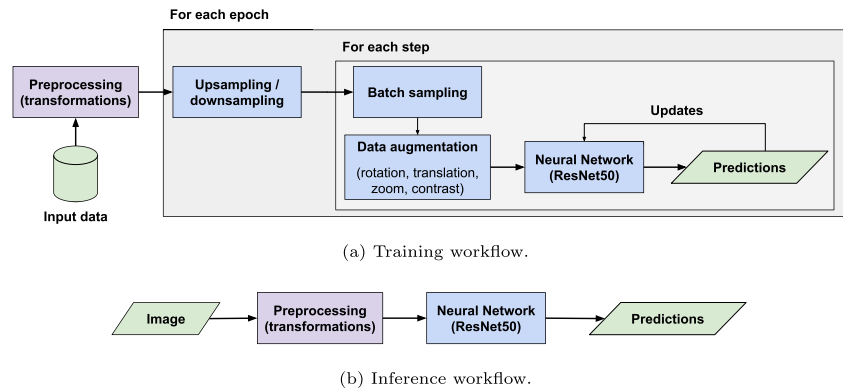 For each epoch
For each step
Preprocessing
(transformations)
Upsampling /
downsampling
Batch sampling
Updates
Data augmentation
(rotation, translation,
zoom, contrast)
Neural Network
(ResNet50)
Predictions
Input data
(a) Training workflow.
Image
Preprocessing
(transformations)
Neural Network
(ResNet50)
Predictions
(b) Inference workflow.